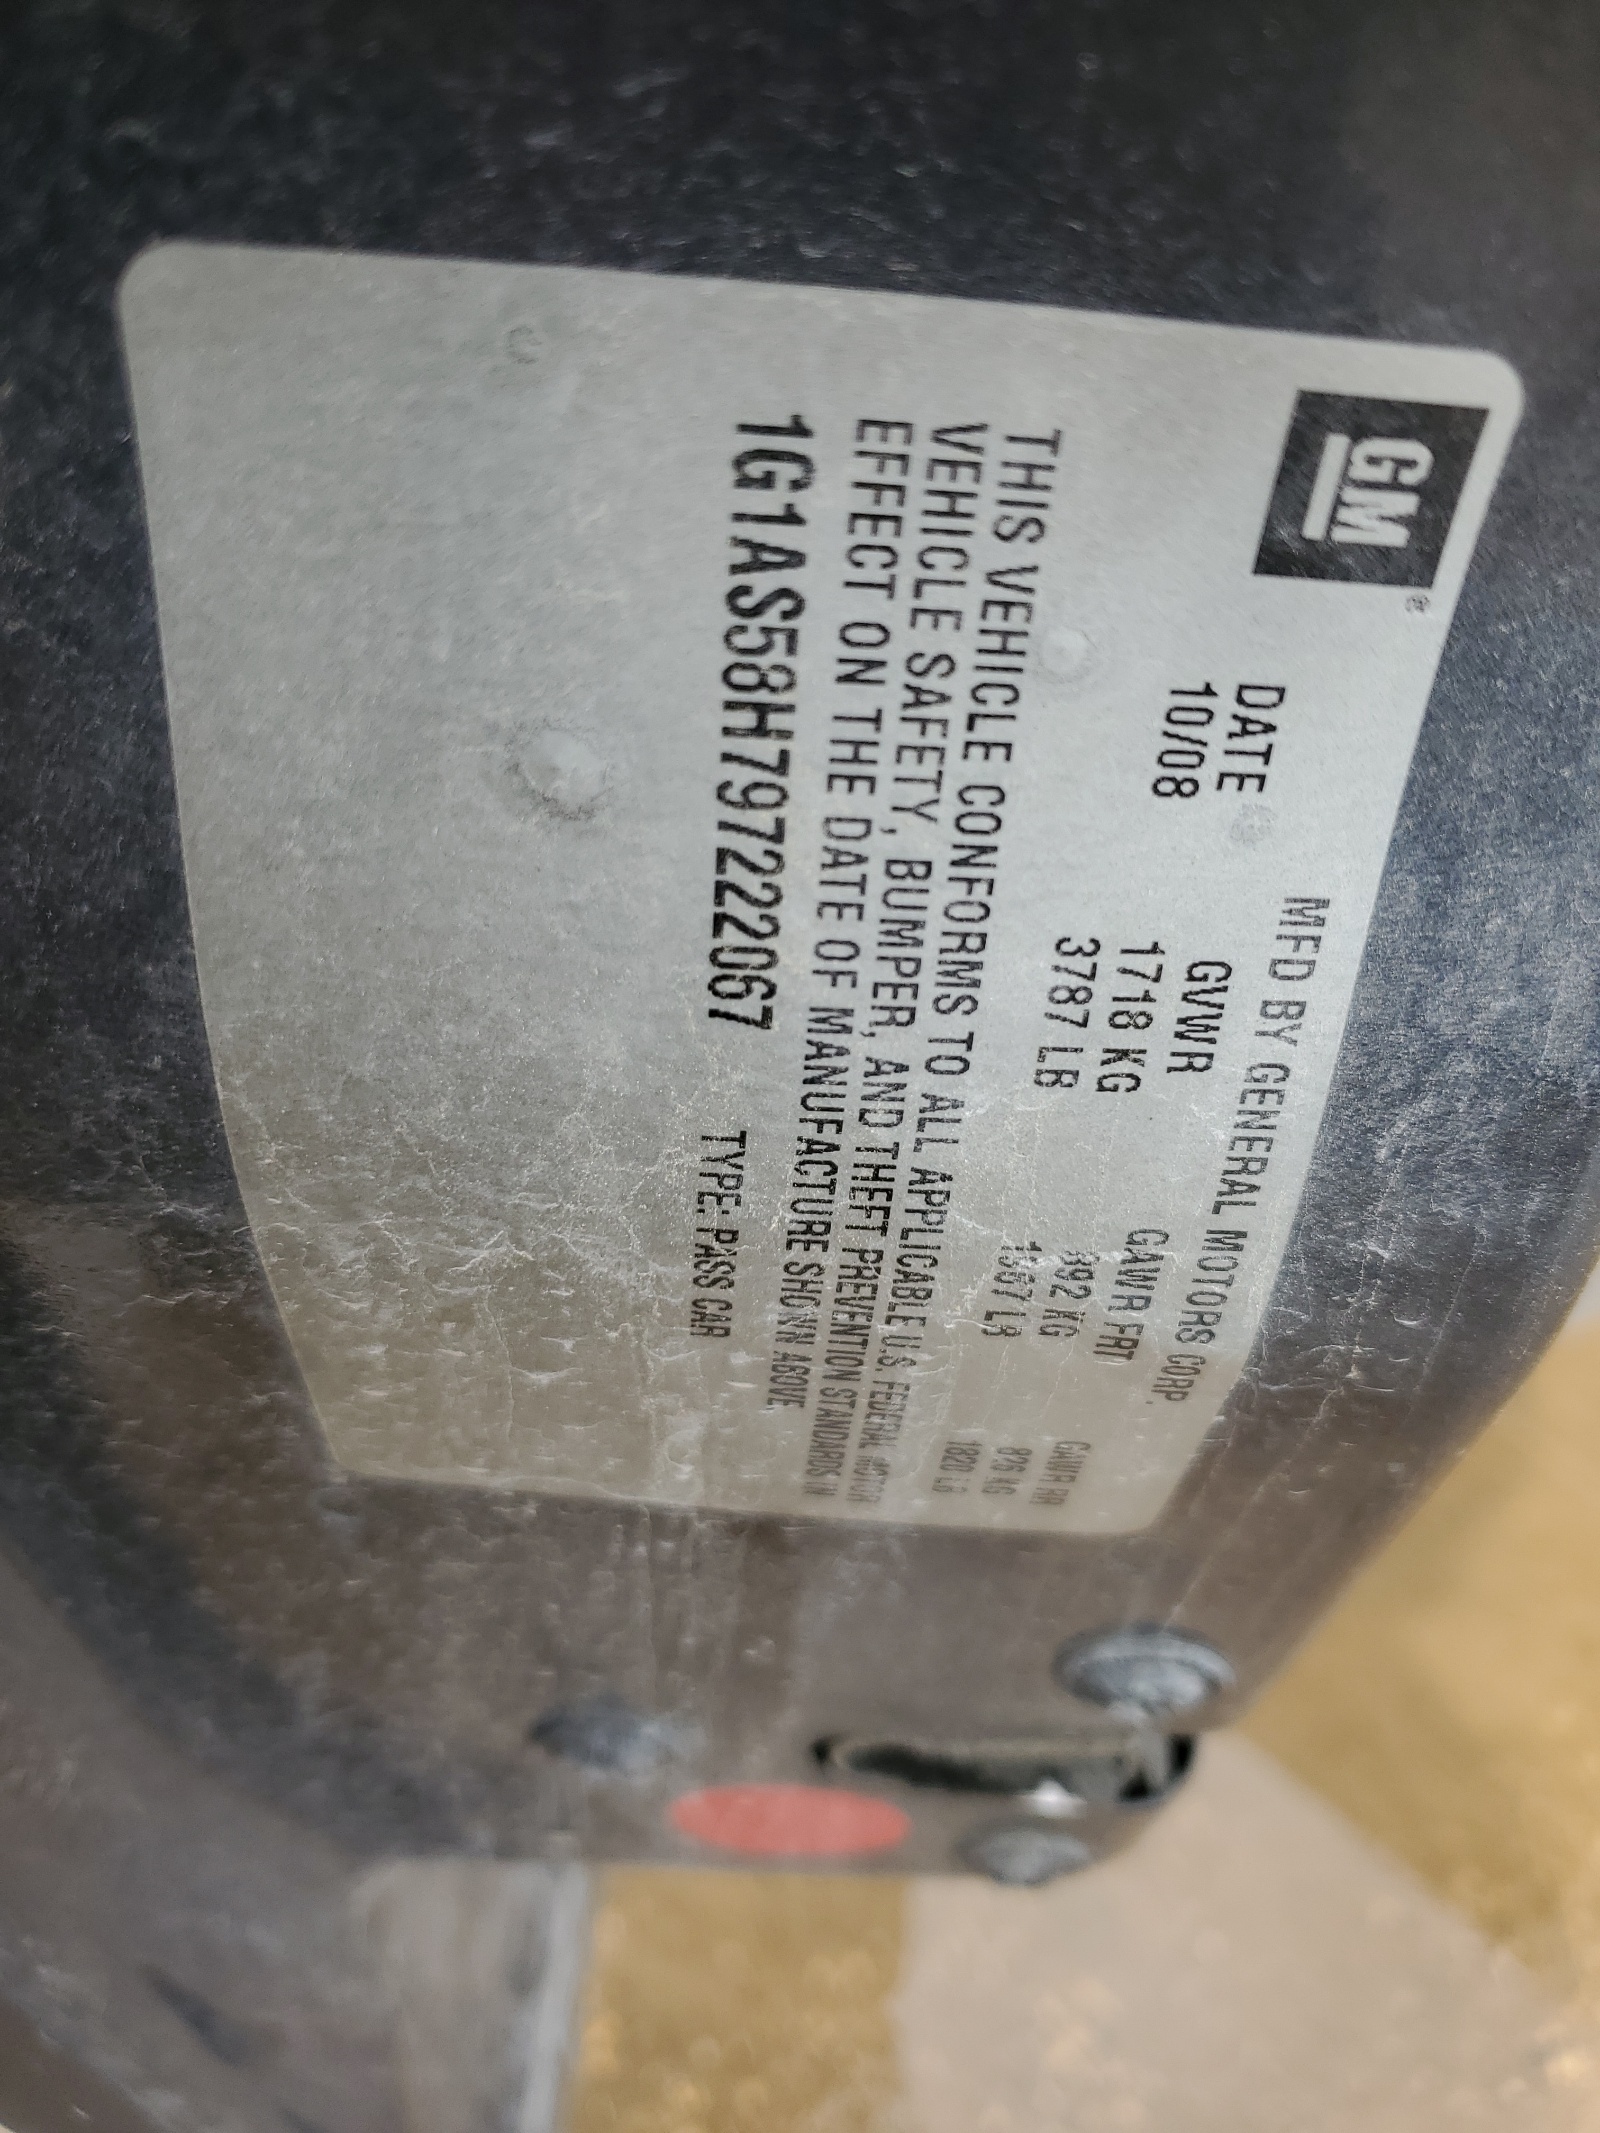 GM®
MFD BY GENERAL MOTORS CORP.
DATE GVWR GAWR FRT GAWR RR
10/08 1718 KG 892 KG 826 KG
3787 LB 1967 LB 1820 LB
THIS VEHICLE CONFORMS TO ALL APPLICABLE U.S. FEDERAL MOTOR
VEHICLE SAFETY, BUMPER, AND THEFT PREVENTION STANDARDS IN
EFFECT ON THE DATE OF MANUFACTURE SHOWN ABOVE.
1G1AS58H797222067 TYPE: PASS CAR